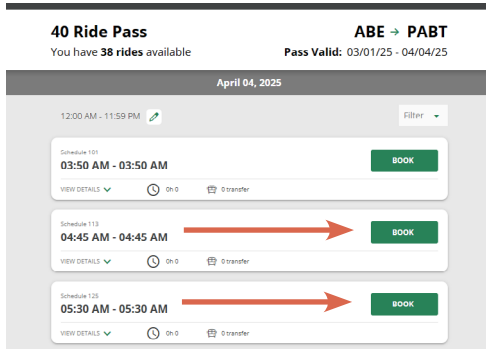 40 Ride Pass
ABE → PABT
You have 38 rides available
Pass Valid: 03/01/25 - 04/04/25
April 04, 2025
12:00 AM - 11:59 PM
Filter
Schedule 101
03:50 AM - 03:50 AM
BOOK
VIEW DETAILS
0h 0
0 transfer
Schedule 113
04:45 AM - 04:45 AM
BOOK
VIEW DETAILS
0h 0
0 transfer
Schedule 125
05:30 AM - 05:30 AM
BOOK
VIEW DETAILS
0h 0
0 transfer